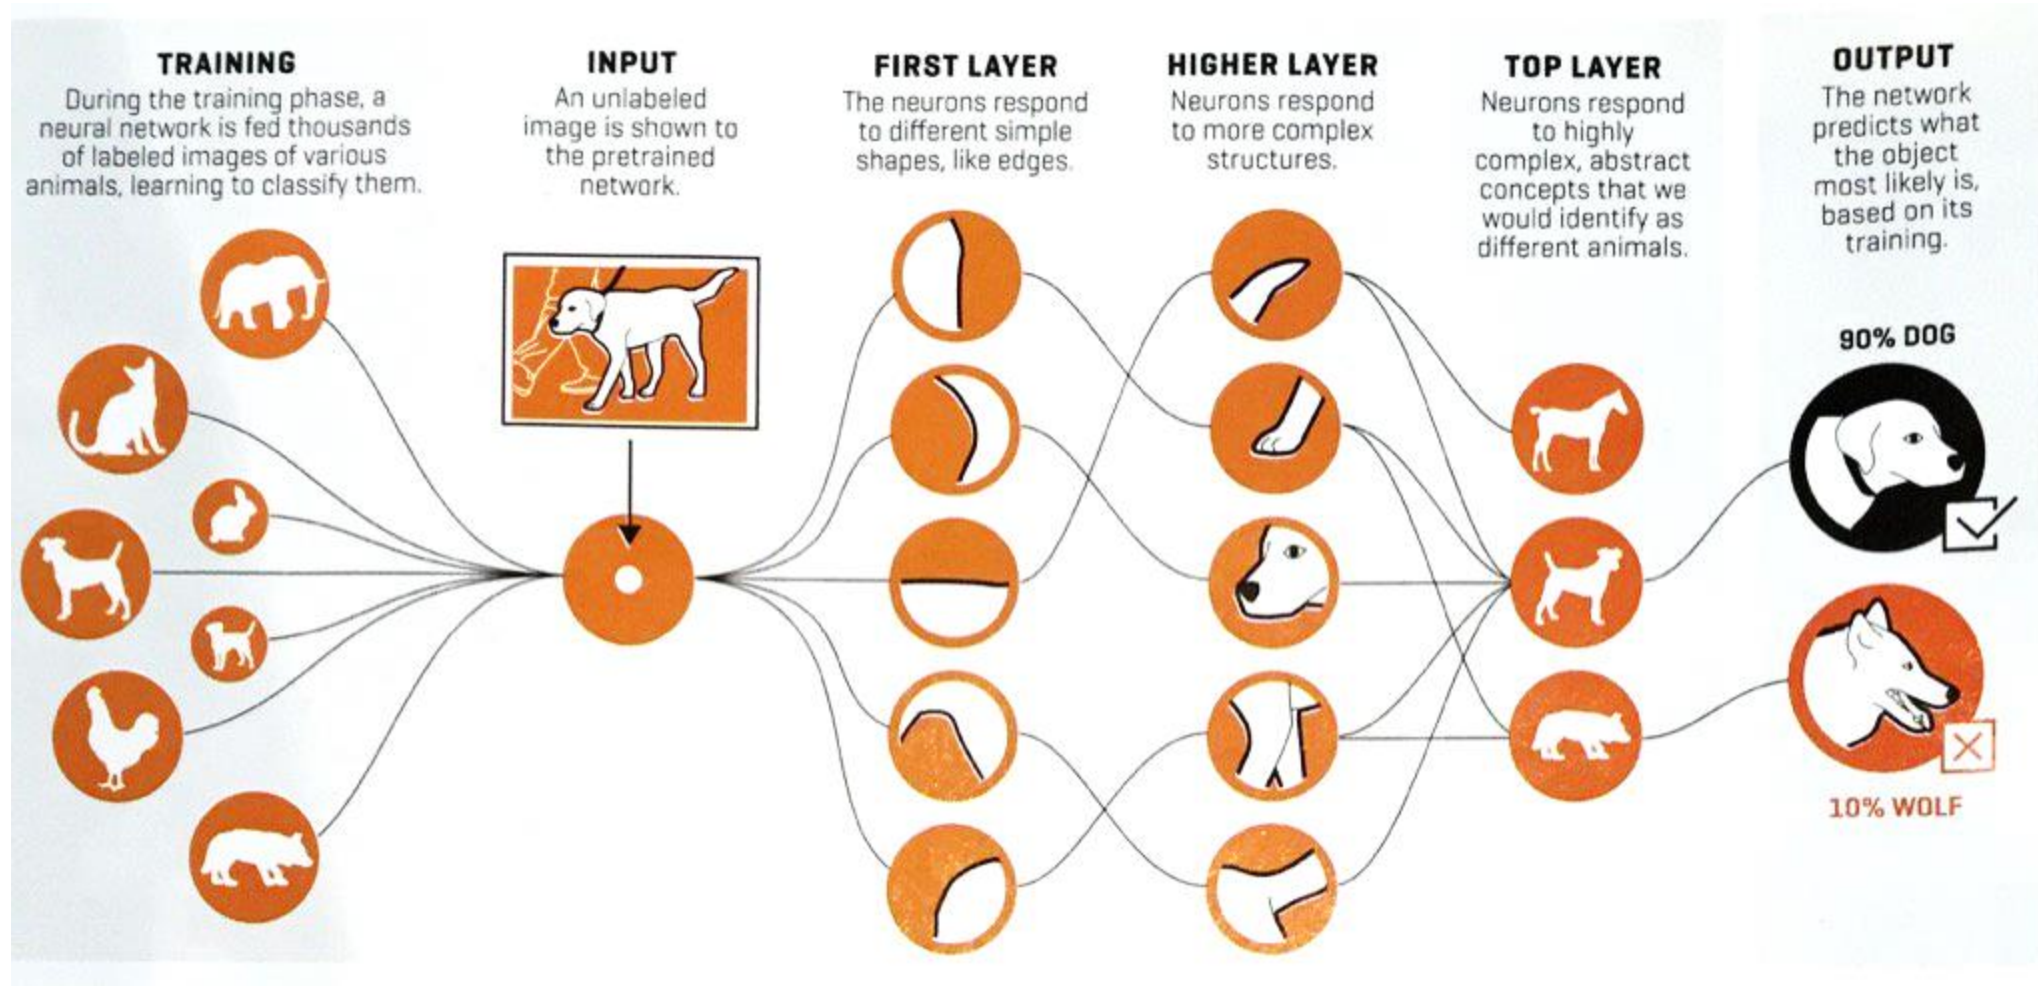 TRAINING
During the training phase, a
neural network is fed thousands
of labeled images of various
animals, learning to classify them.
INPUT
An unlabeled
image is shown to
the pretrained
network.
FIRST LAYER
The neurons respond
to different simple
shapes, like edges.
HIGHER LAYER
Neurons respond
to more complex
structures.
TOP LAYER
Neurons respond
to highly
complex, abstract
concepts that we
would identify as
different animals.
OUTPUT
The network
predicts what
the object
most likely is,
based on its
training.
90% DOG
10% WOLF